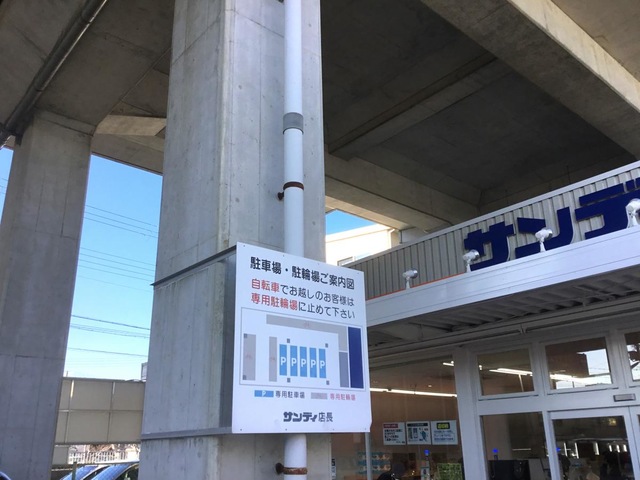 駐車場・駐輪場ご案内図
自転車でお越しのお客様は
専用駐輪場に止めて下さい
P P P P P
専用駐車場
専用駐輪場
サンディ 店長
サンデ